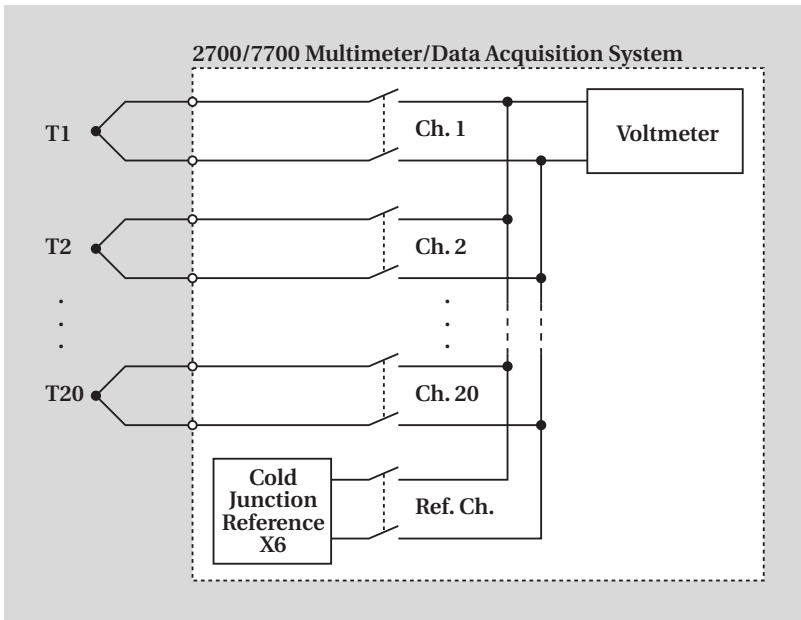 2700/7700 Multimeter/Data Acquisition System
T1
Ch. 1
Voltmeter
T2
Ch. 2
T20
Ch. 20
Cold
Junction
Reference
X6
Ref. Ch.